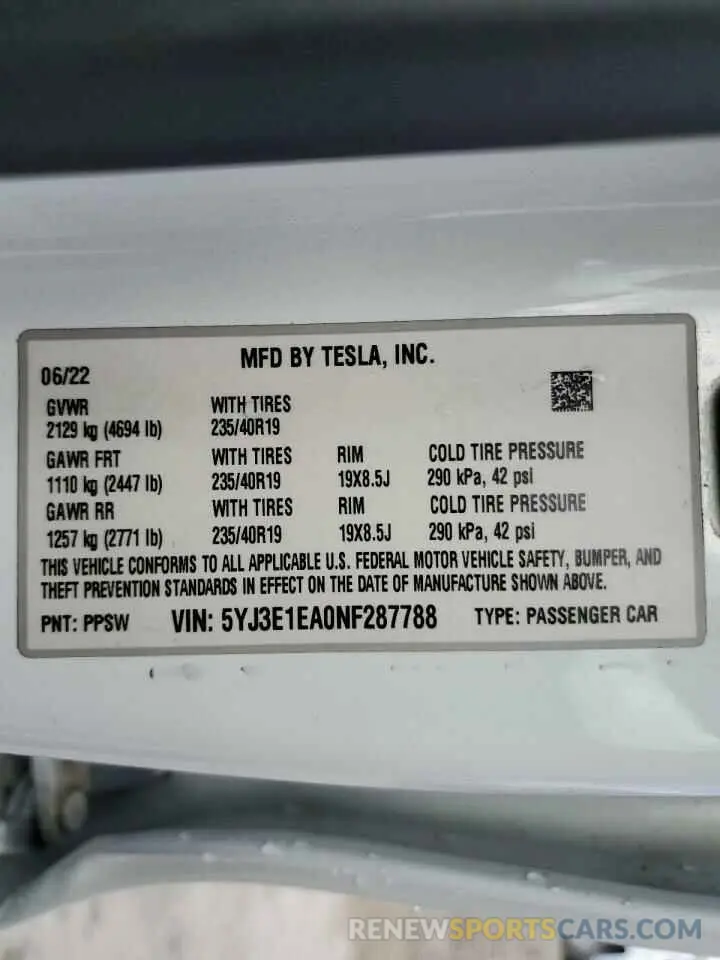 MFD BY TESLA, INC.
06/22
GVWR WITH TIRES
2129 kg (4694 lb) 235/40R19
GAWR FRT WITH TIRES RIM COLD TIRE PRESSURE
1110 kg (2447 lb) 235/40R19 19X8.5J 290 kPa, 42 psi
GAWR RR WITH TIRES RIM COLD TIRE PRESSURE
1257 kg (2771 lb) 235/40R19 19X8.5J 290 kPa, 42 psi
THIS VEHICLE CONFORMS TO ALL APPLICABLE U.S. FEDERAL MOTOR VEHICLE SAFETY, BUMPER, AND
THEFT PREVENTION STANDARDS IN EFFECT ON THE DATE OF MANUFACTURE SHOWN ABOVE.
PNT: PPSW VIN: 5YJ3E1EA0NF287788 TYPE: PASSENGER CAR
RENEWSPORTSCARS.COM